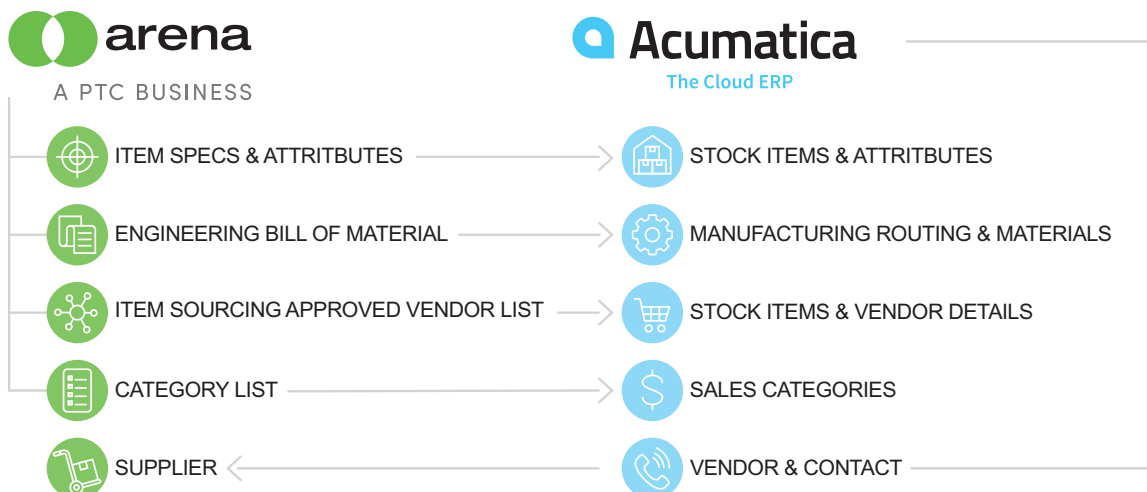 arena
A PTC BUSINESS
Acumatica
The Cloud ERP
ITEM SPECS & ATTRITBUTES
STOCK ITEMS & ATTRITBUTES
ENGINEERING BILL OF MATERIAL
MANUFACTURING ROUTING & MATERIALS
ITEM SOURCING APPROVED VENDOR LIST
STOCK ITEMS & VENDOR DETAILS
CATEGORY LIST
SALES CATEGORIES
SUPPLIER
VENDOR & CONTACT